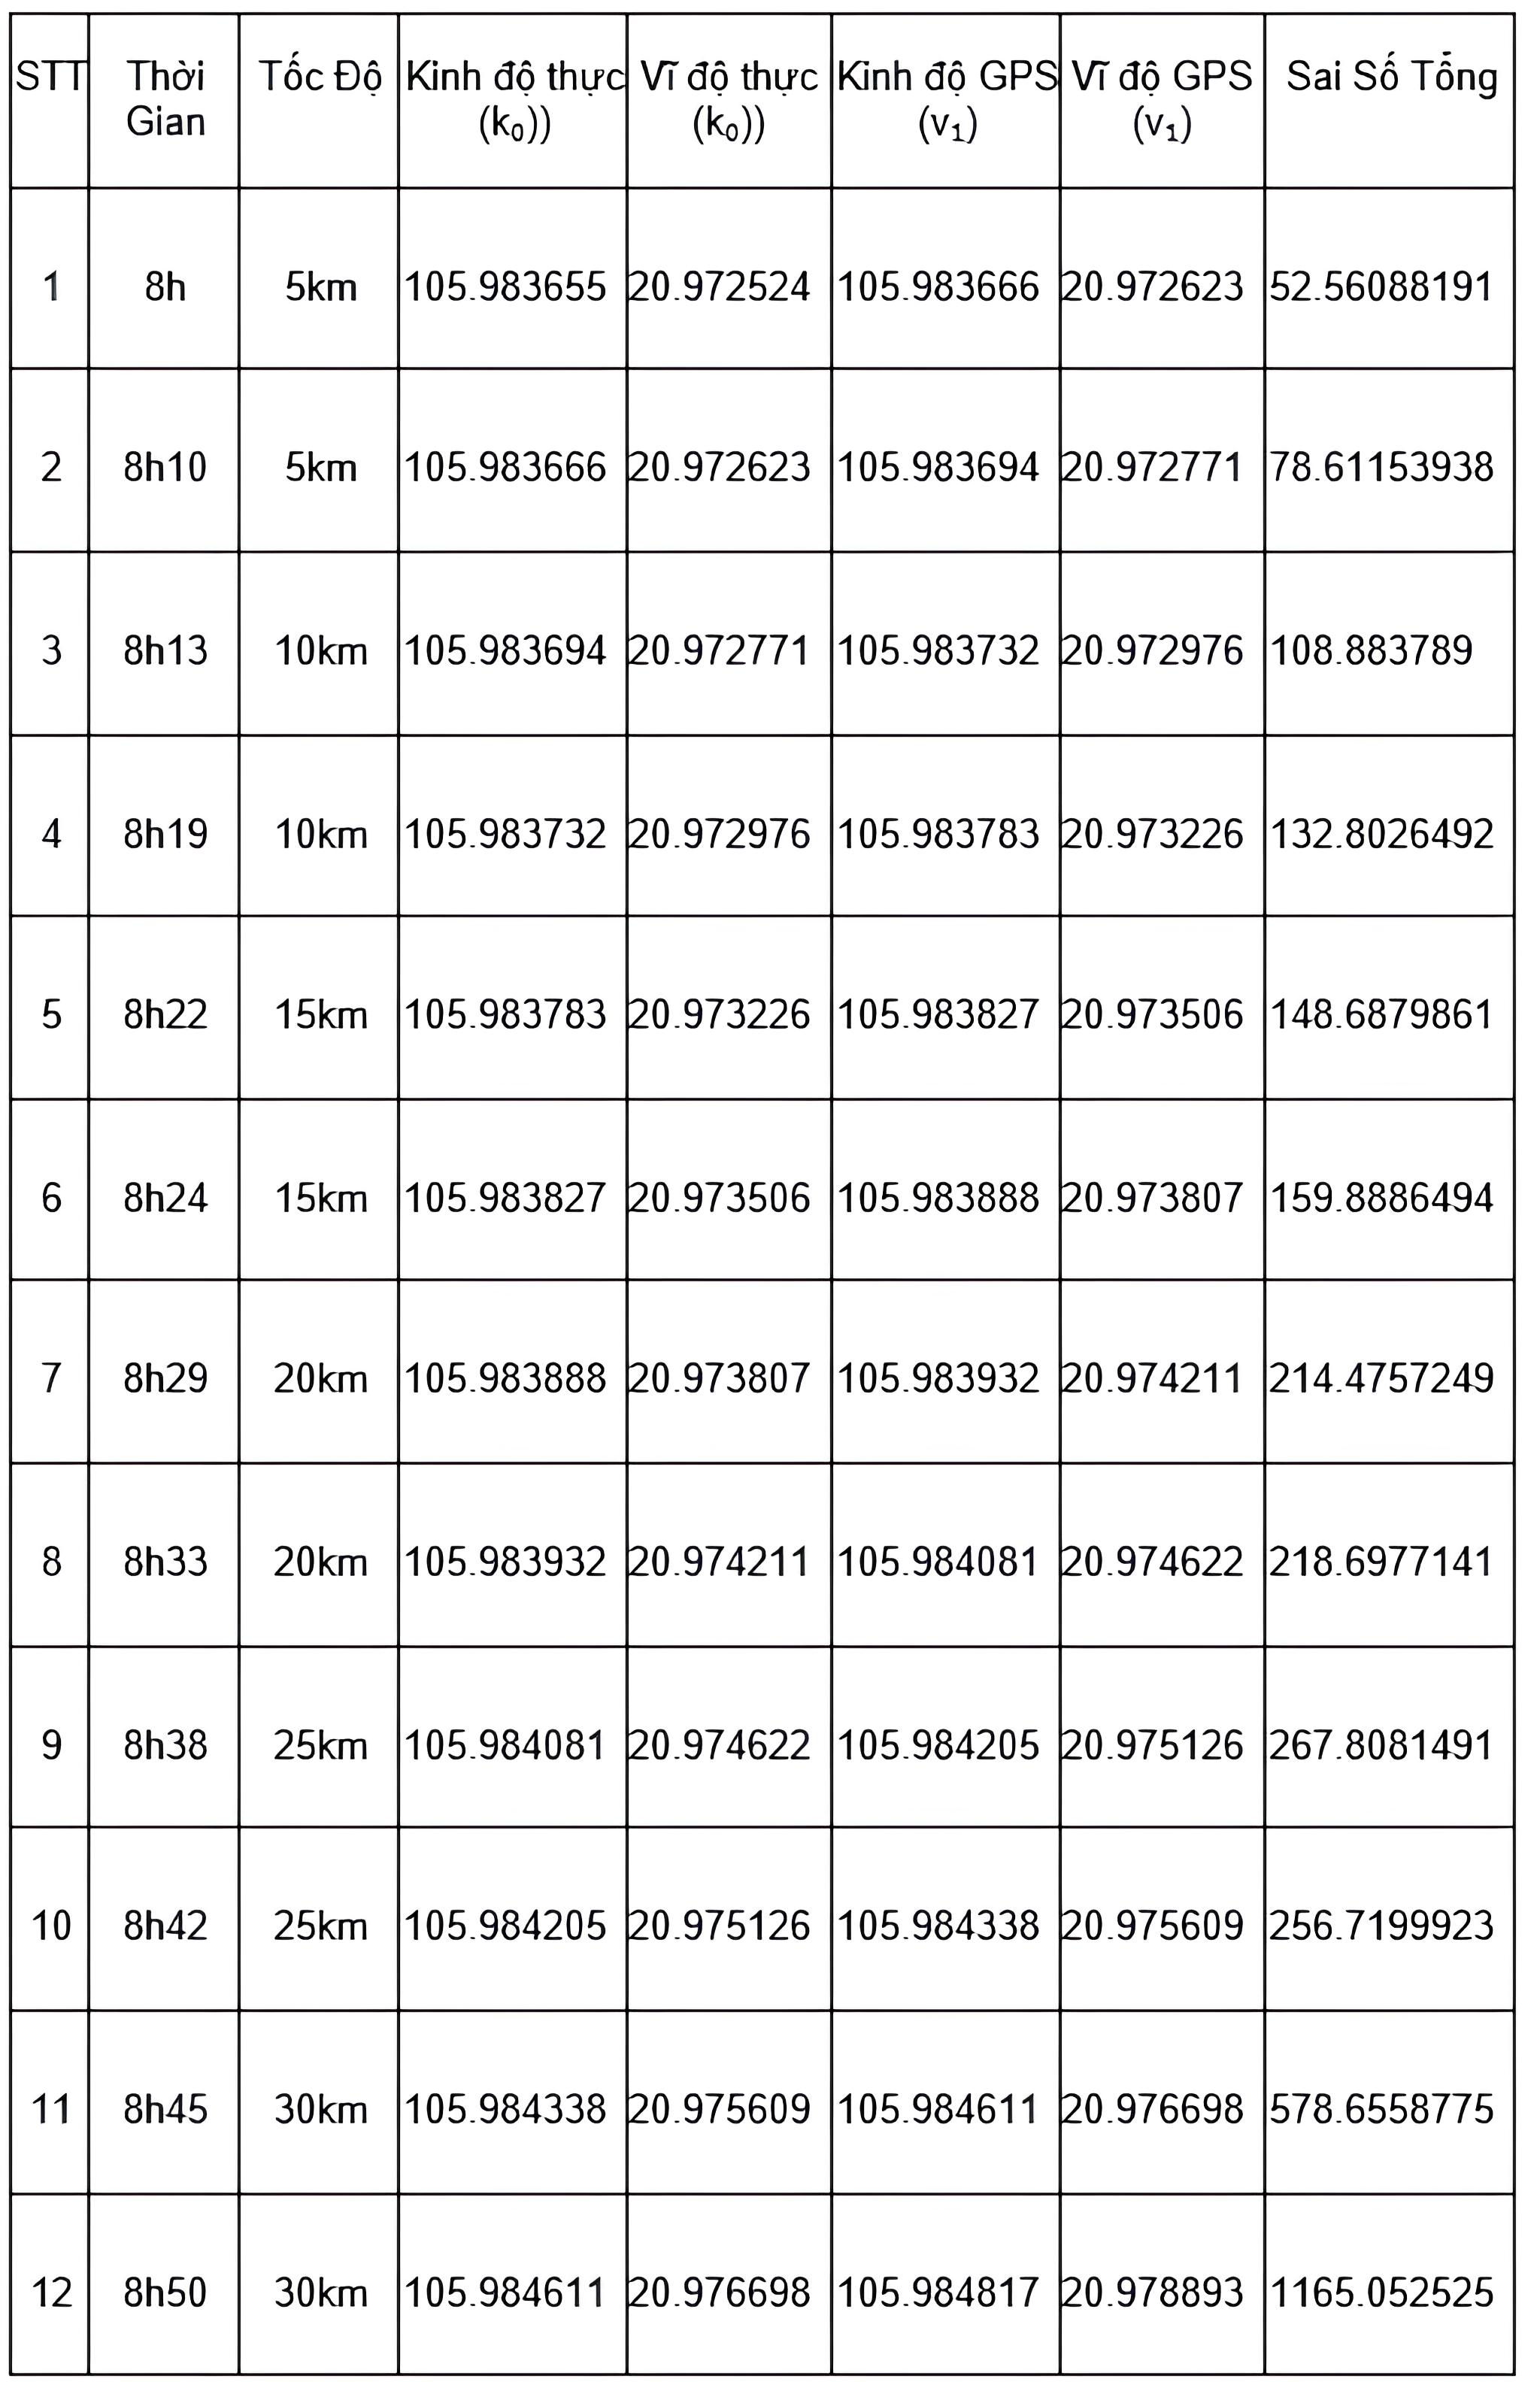 STT Thời Gian Tốc Độ Kinh độ thực (k₀)) Vĩ độ thực (k₀)) Kinh độ GPS (v₁) Vĩ độ GPS (v₁) Sai Số Tổng
1 8h 5km 105.983655 20.972524 105.983666 20.972623 52.56088191
2 8h10 5km 105.983666 20.972623 105.983694 20.972771 78.61153938
3 8h13 10km 105.983694 20.972771 105.983732 20.972976 108.883789
4 8h19 10km 105.983732 20.972976 105.983783 20.973226 132.8026492
5 8h22 15km 105.983783 20.973226 105.983827 20.973506 148.6879861
6 8h24 15km 105.983827 20.973506 105.983888 20.973807 159.8886494
7 8h29 20km 105.983888 20.973807 105.983932 20.974211 214.4757249
8 8h33 20km 105.983932 20.974211 105.984081 20.974622 218.6977141
9 8h38 25km 105.984081 20.974622 105.984205 20.975126 267.8081491
10 8h42 25km 105.984205 20.975126 105.984338 20.975609 256.7199923
11 8h45 30km 105.984338 20.975609 105.984611 20.976698 578.6558775
12 8h50 30km 105.984611 20.976698 105.984817 20.978893 1165.052525